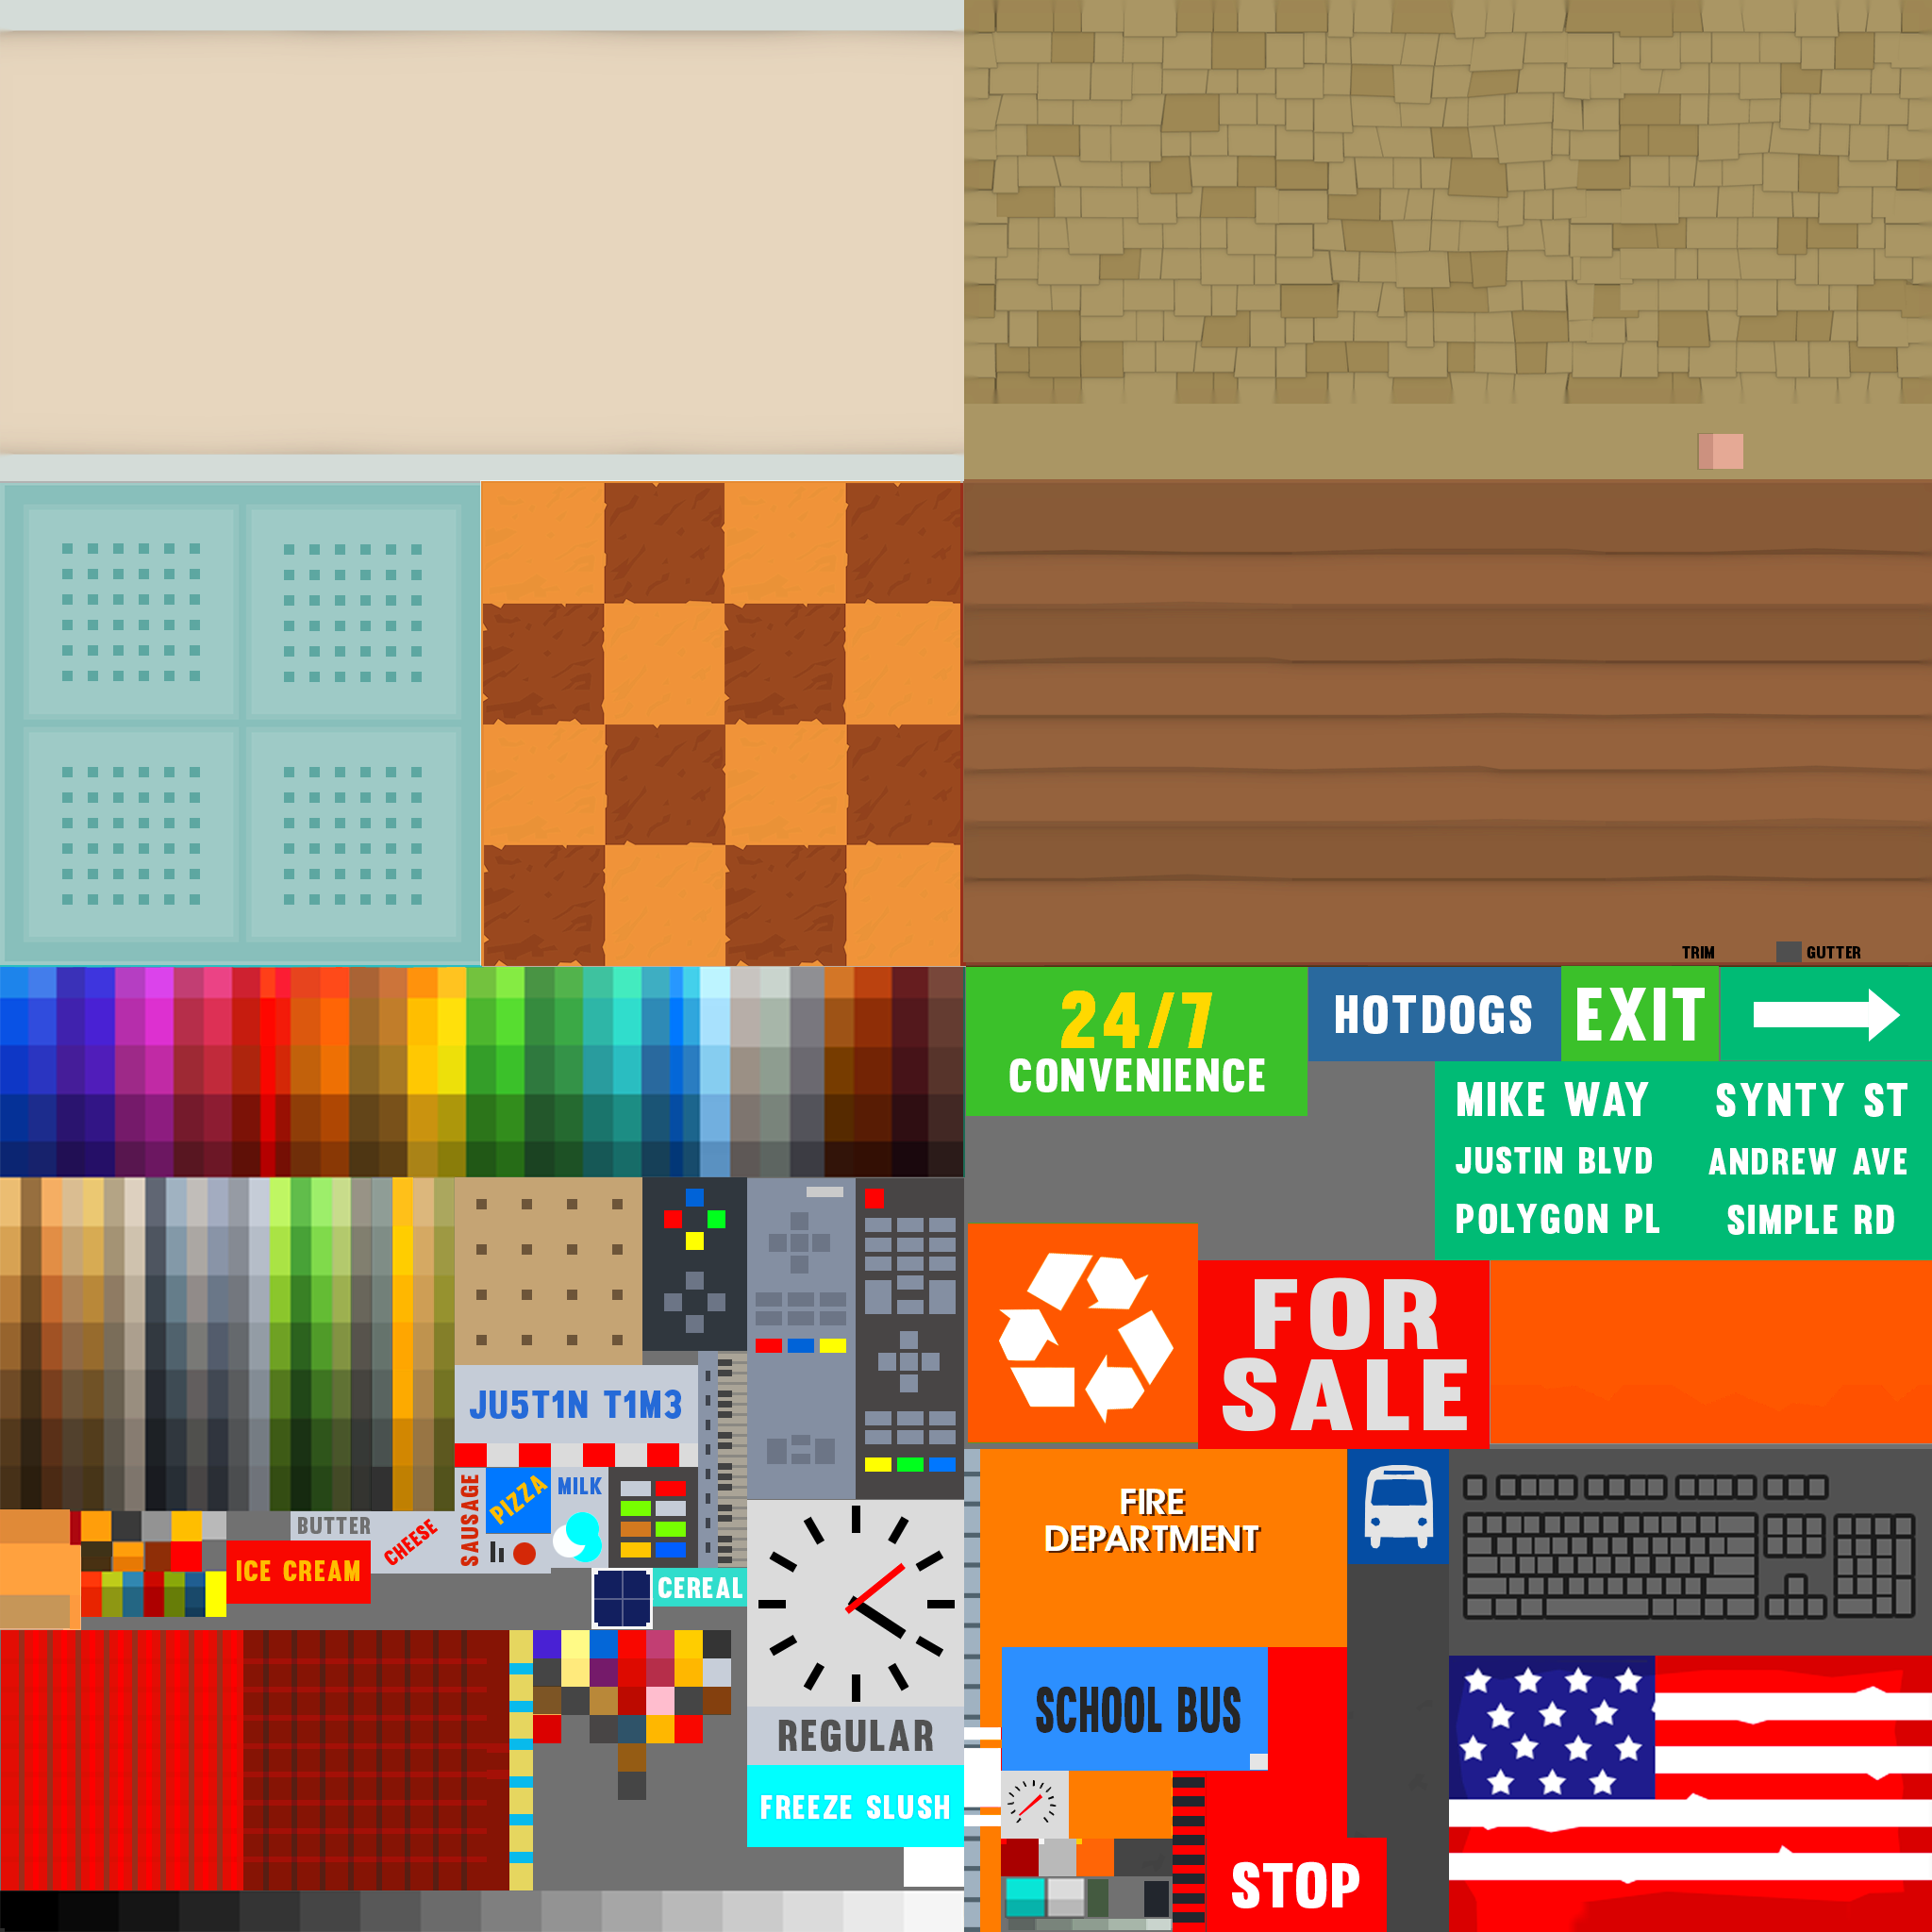 TRIM GUTTER
24/7
CONVENIENCE
HOTDOGS
EXIT
MIKE WAY
SYNTY ST
JUSTIN BLVD
ANDREW AVE
POLYGON PL
SIMPLE RD
FOR
SALE
JU5T1N T1M3
SAUSAGE
PIZZA
MILK
BUTTER
CHEESE
ICE CREAM
CEREAL
REGULAR
FREEZE SLUSH
FIRE
DEPARTMENT
SCHOOL BUS
STOP